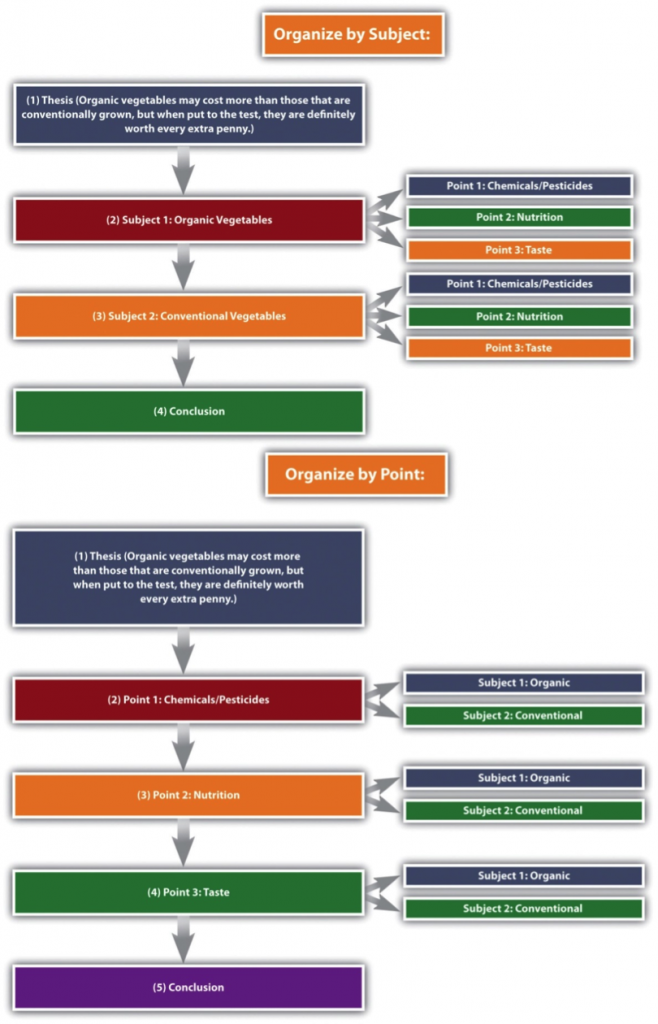 Organize by Subject:
(1) Thesis (Organic vegetables may cost more than those that are
conventionally grown, but when put to the test, they are definitely
worth every extra penny.)
(2) Subject 1: Organic Vegetables
Point 1: Chemicals/Pesticides
Point 2: Nutrition
Point 3: Taste
(3) Subject 2: Conventional Vegetables
Point 1: Chemicals/Pesticides
Point 2: Nutrition
Point 3: Taste
(4) Conclusion
Organize by Point:
(1) Thesis (Organic vegetables may cost more
than those that are conventionally grown, but
when put to the test, they are definitely worth
every extra penny.)
(2) Point 1: Chemicals/Pesticides
Subject 1: Organic
Subject 2: Conventional
(3) Point 2: Nutrition
Subject 1: Organic
Subject 2: Conventional
(4) Point 3: Taste
Subject 1: Organic
Subject 2: Conventional
(5) Conclusion